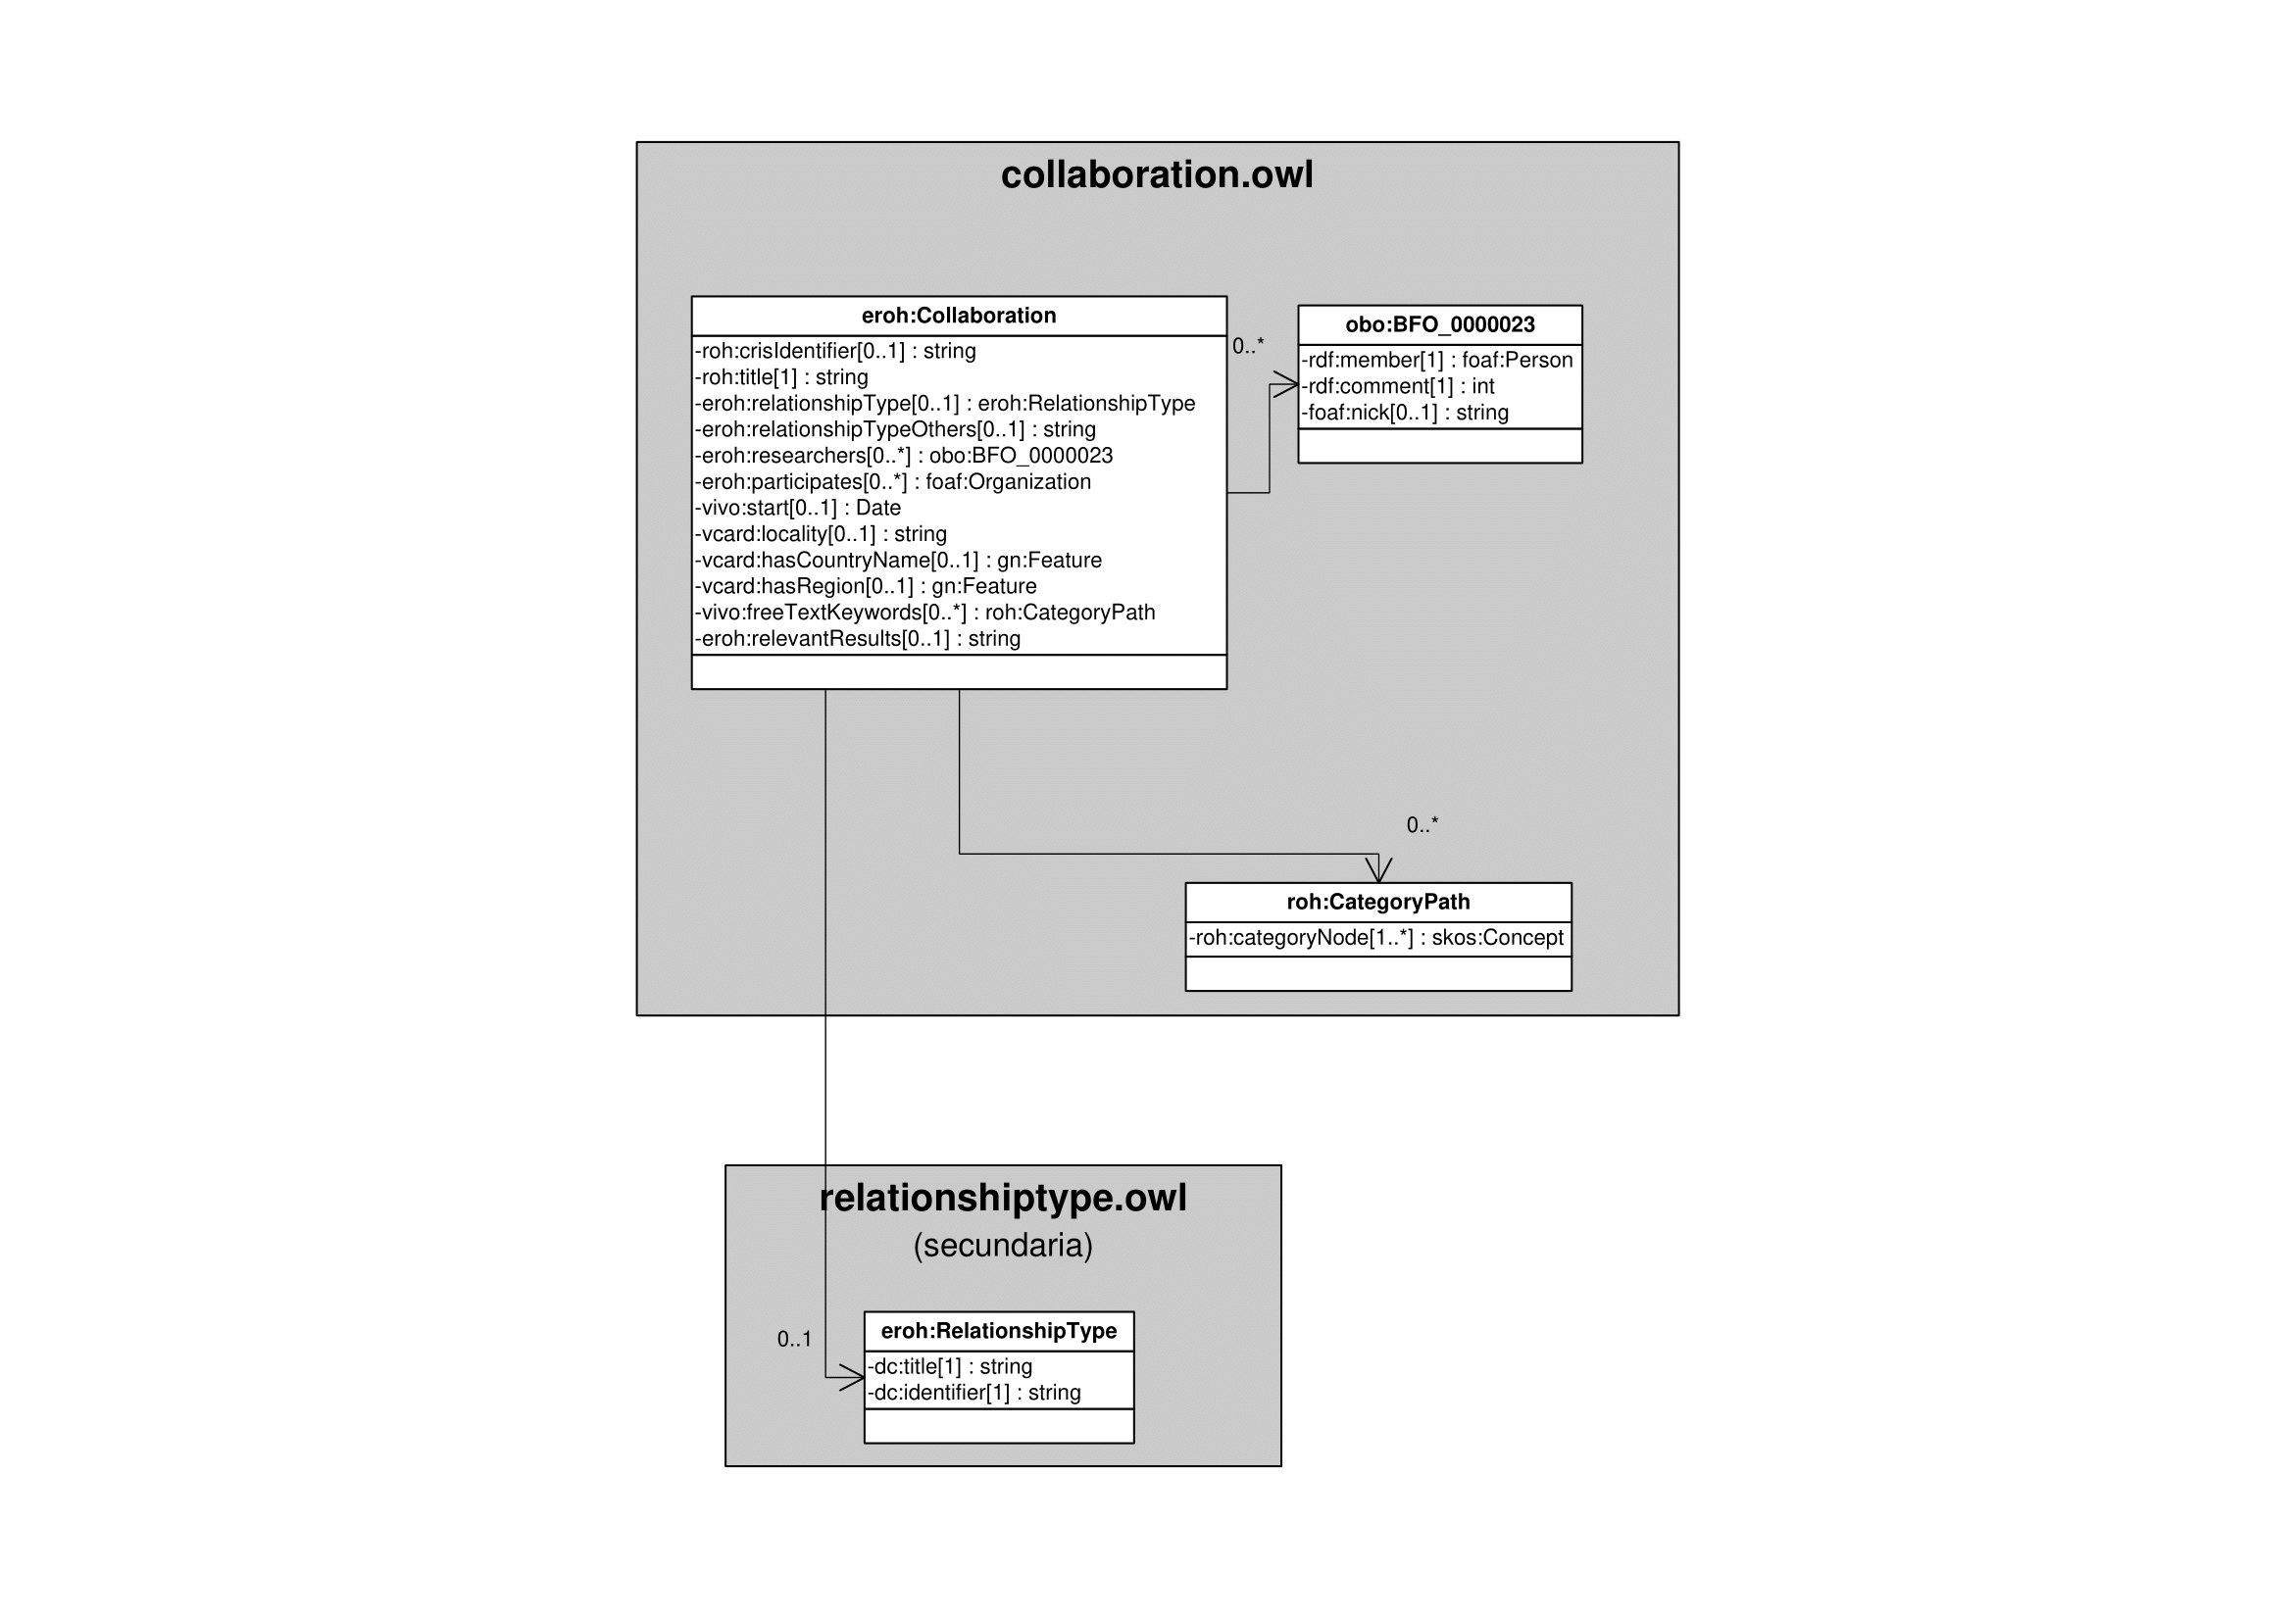 collaboration.owl
eroh:Collaboration
-roh:crisIdentifier[0..1] : string
-roh:title[1] : string
-eroh:relationshipType[0..1] : eroh:RelationshipType
-eroh:relationshipTypeOthers[0..1] : string
-eroh:researchers[0..*] : obo:BFO_0000023
-eroh:participates[0..*] : foaf:Organization
-vivo:start[0..1] : Date
-vcard:locality[0..1] : string
-vcard:hasCountryName[0..1] : gn:Feature
-vcard:hasRegion[0..1] : gn:Feature
-vivo:freeTextKeywords[0..*] : roh:CategoryPath
-eroh:relevantResults[0..1] : string
0..*
obo:BFO_0000023
-rdf:member[1] : foaf:Person
-rdf:comment[1] : int
-foaf:nick[0..1] : string
0..*
roh:CategoryPath
-roh:categoryNode[1..*] : skos:Concept
relationshiptype.owl
(secundaria)
0..1
eroh:RelationshipType
-dc:title[1] : string
-dc:identifier[1] : string